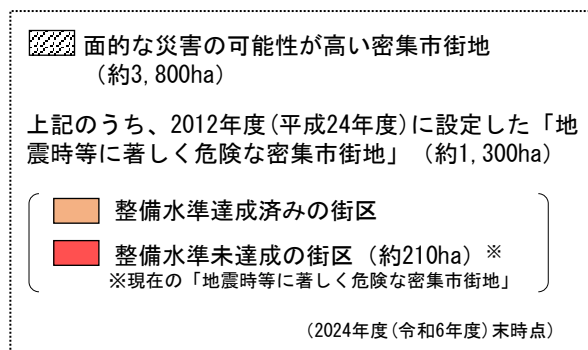 面的な災害の可能性が高い密集市街地
（約3,800ha）
上記のうち、2012年度(平成24年度)に設定した「地
震時等に著しく危険な密集市街地」（約1,300ha）
整備水準達成済みの街区
整備水準未達成の街区（約210ha）※
※現在の「地震時等に著しく危険な密集市街地」
（2024年度(令和6年度)末時点）